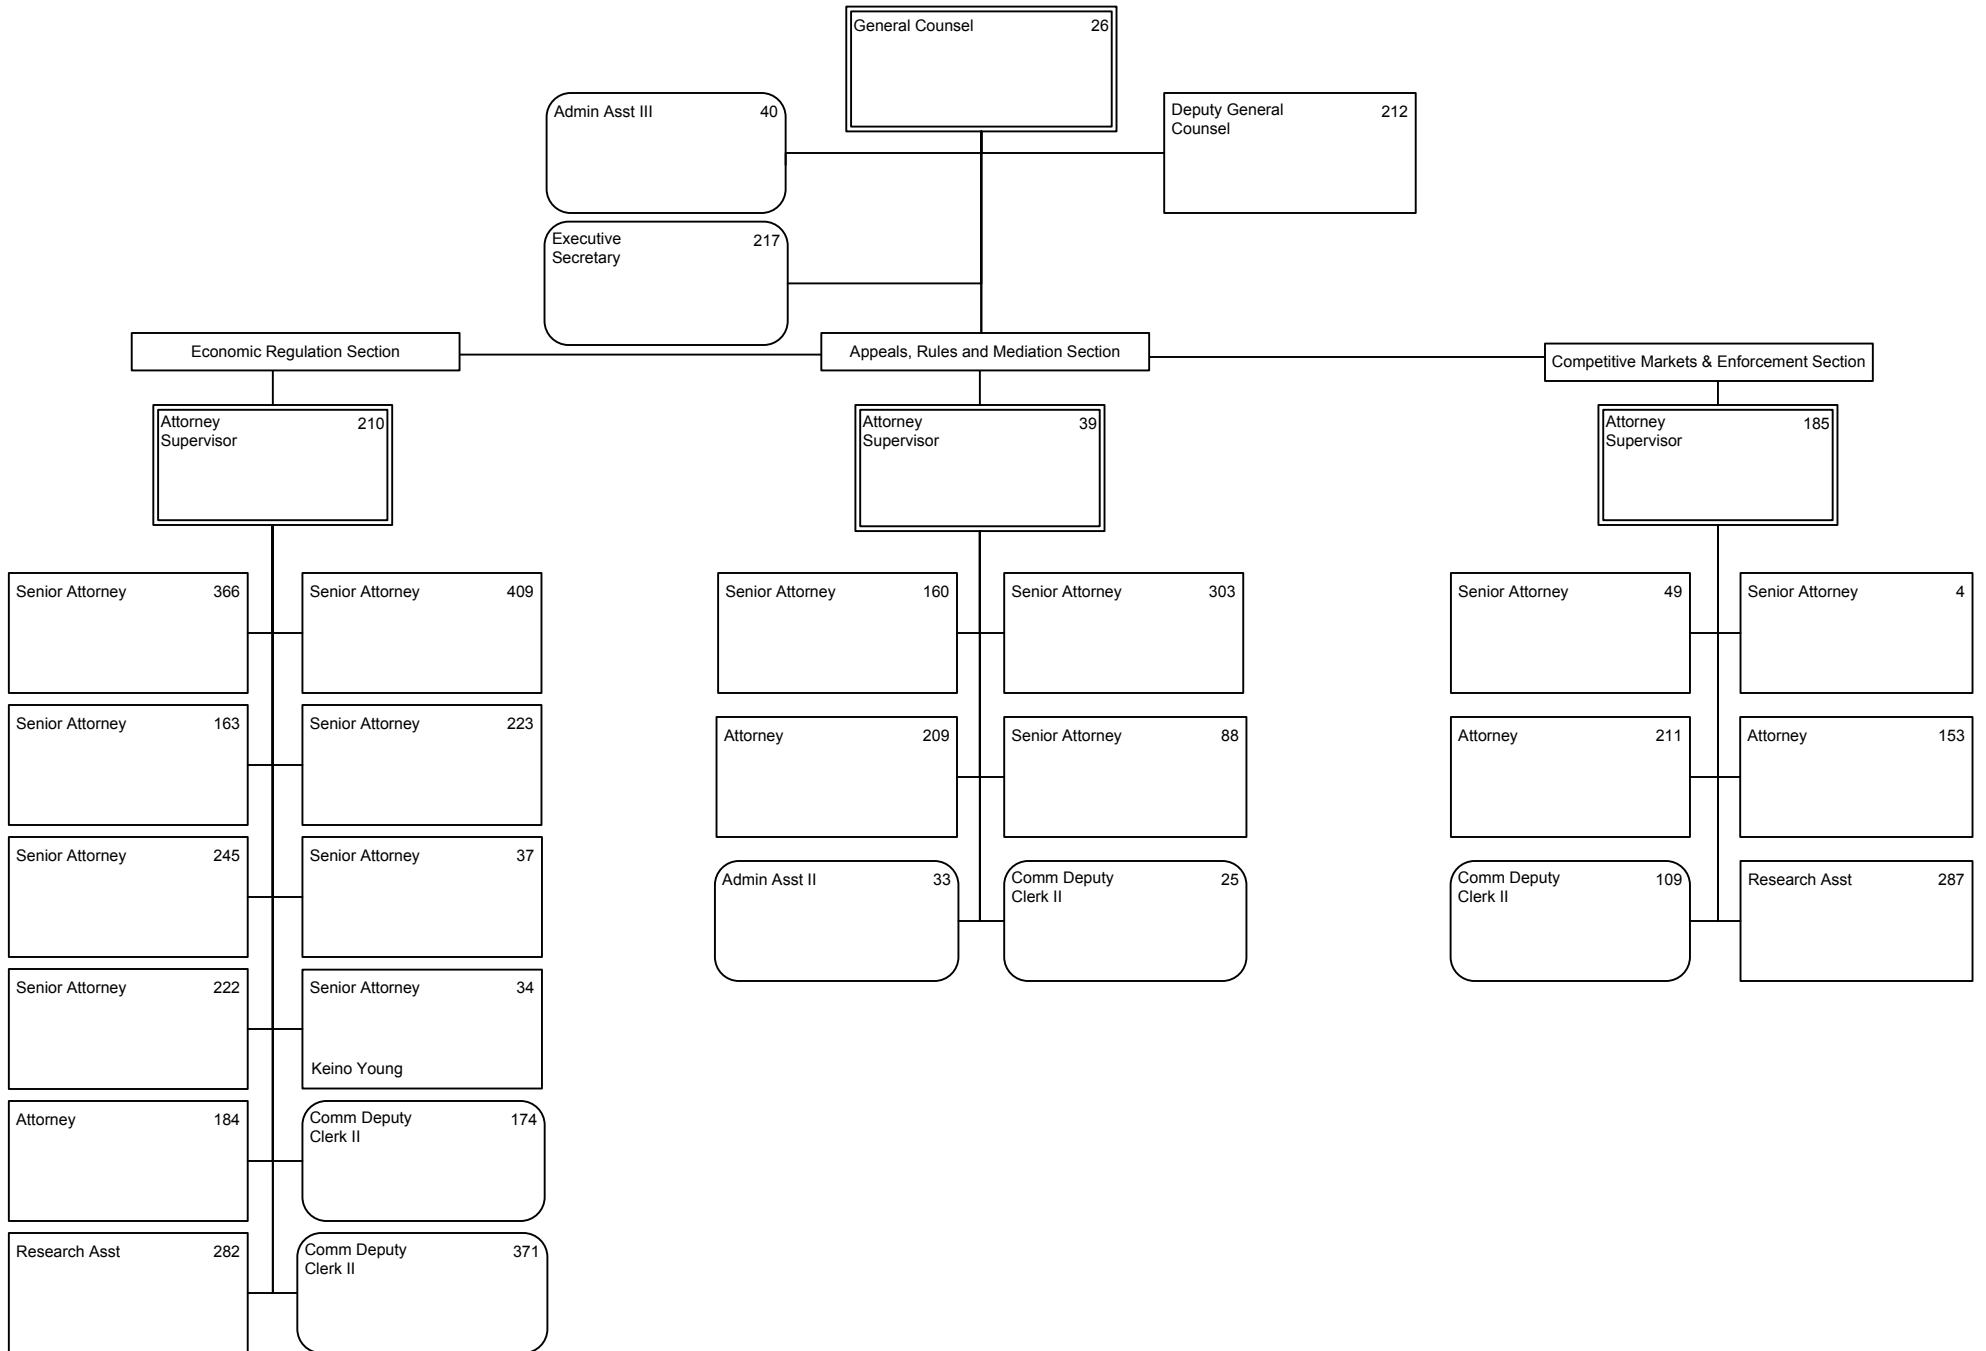 General Counsel 26
Admin Asst III 40
Deputy General 212
Counsel
Executive 217
Secretary
Economic Regulation Section
Appeals, Rules and Mediation Section
Competitive Markets & Enforcement Section
Attorney 210
Supervisor
Attorney 39
Supervisor
Attorney 185
Supervisor
Senior Attorney 366
Senior Attorney 409
Senior Attorney 160
Senior Attorney 303
Senior Attorney 49
Senior Attorney 4
Senior Attorney 163
Senior Attorney 223
Attorney 209
Senior Attorney 88
Attorney 211
Attorney 153
Senior Attorney 245
Senior Attorney 37
Admin Asst II 33
Comm Deputy 25
Clerk II
Comm Deputy 109
Clerk II
Research Asst 287
Senior Attorney 222
Senior Attorney 34
Keino Young
Attorney 184
Comm Deputy 174
Clerk II
Research Asst 282
Comm Deputy 371
Clerk II